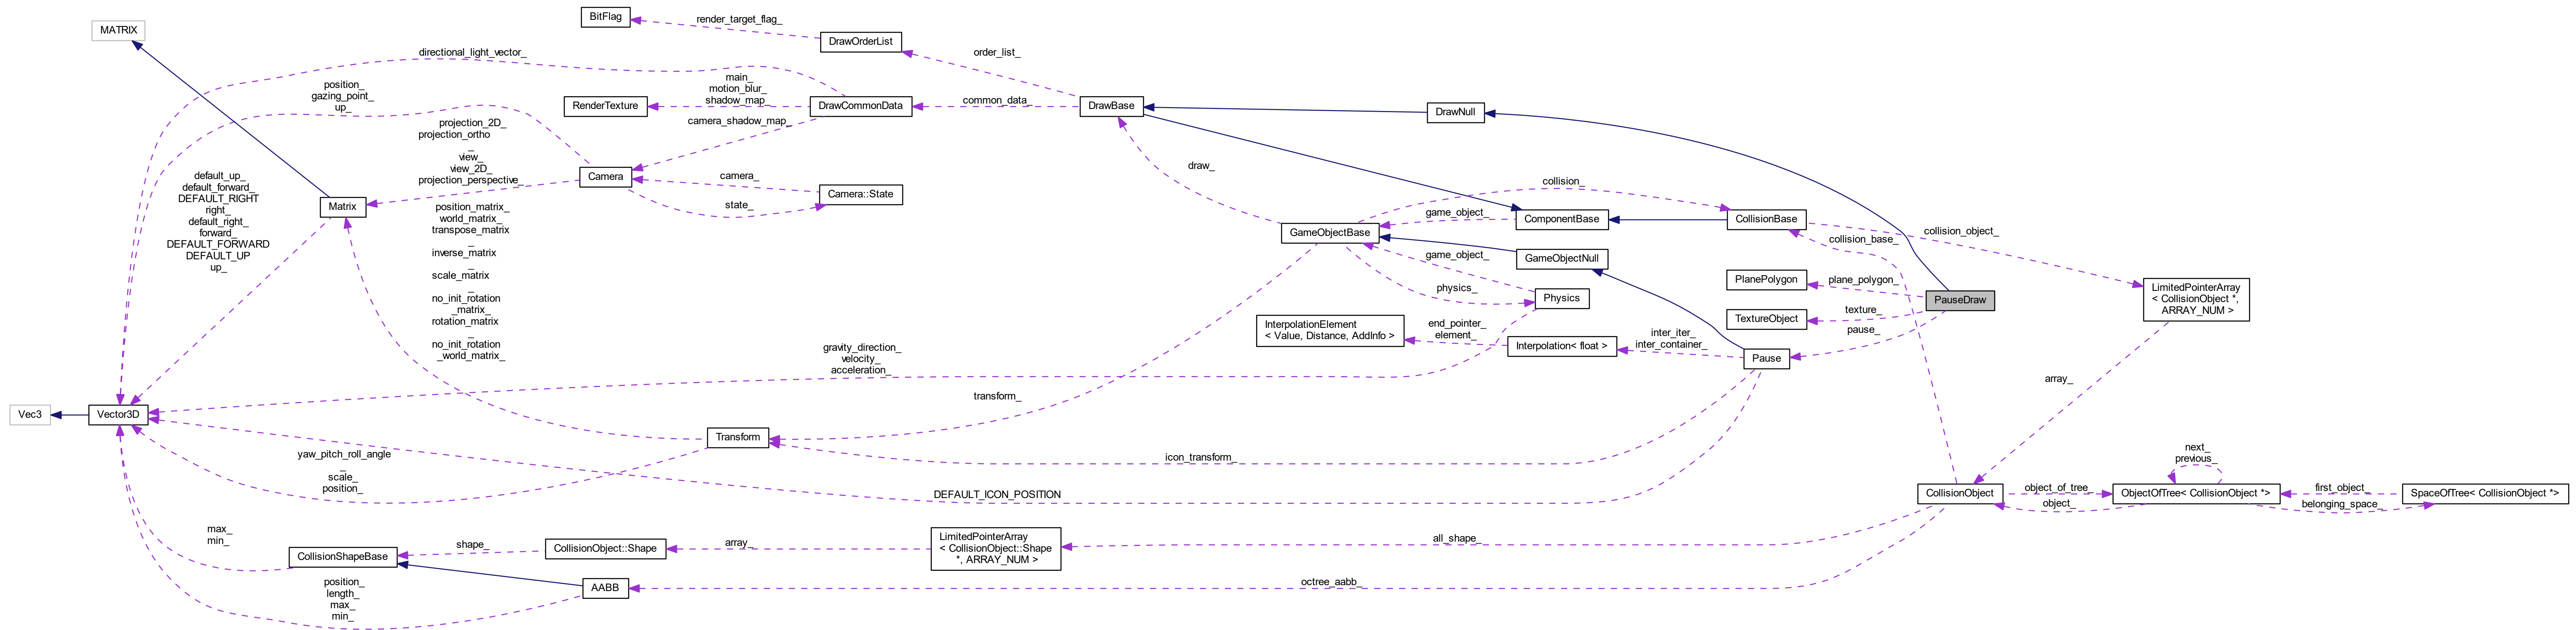 BitFlag
render_target_flag_
MATRIX
DrawOrderList
directional_light_vector_
order_list_
position_
gazing_point_
up_
main_
motion_blur_
shadow_map_
RenderTexture
DrawCommonData
common_data_
DrawBase
DrawNull
projection_2D_
projection_ortho
_
view_
view_2D_
projection_perspective_
camera_shadow_map_
Camera
camera_
state_
Camera::State
draw_
default_up_
default_forward_
DEFAULT_RIGHT
right_
default_right_
forward_
DEFAULT_FORWARD
DEFAULT_UP
up_
Matrix
position_matrix_
world_matrix_
transpose_matrix
_
inverse_matrix
_
scale_matrix
_
no_init_rotation
_matrix_
rotation_matrix
_
no_init_rotation
_world_matrix_
collision_
GameObjectBase
game_object_
ComponentBase
CollisionBase
collision_base_
collision_object_
GameObjectNull
game_object_
physics_
Physics
PlanePolygon
plane_polygon_
PauseDraw
LimitedPointerArray
< CollisionObject *,
ARRAY_NUM >
TextureObject
texture_
pause_
InterpolationElement
< Value, Distance, AddInfo >
end_pointer_
element_
Interpolation< float >
inter_iter_
inter_container_
Pause
gravity_direction_
velocity_
acceleration_
array_
transform_
Vec3
Vector3D
Transform
yaw_pitch_roll_angle
_
scale_
position_
icon_transform_
DEFAULT_ICON_POSITION
next_
previous_
CollisionObject
object_of_tree_
object_
ObjectOfTree< CollisionObject *>
first_object_
belonging_space_
SpaceOfTree< CollisionObject *>
max_
min_
CollisionShapeBase
shape_
CollisionObject::Shape
array_
LimitedPointerArray
< CollisionObject::Shape
*, ARRAY_NUM >
all_shape_
position_
length_
max_
min_
AABB
octree_aabb_